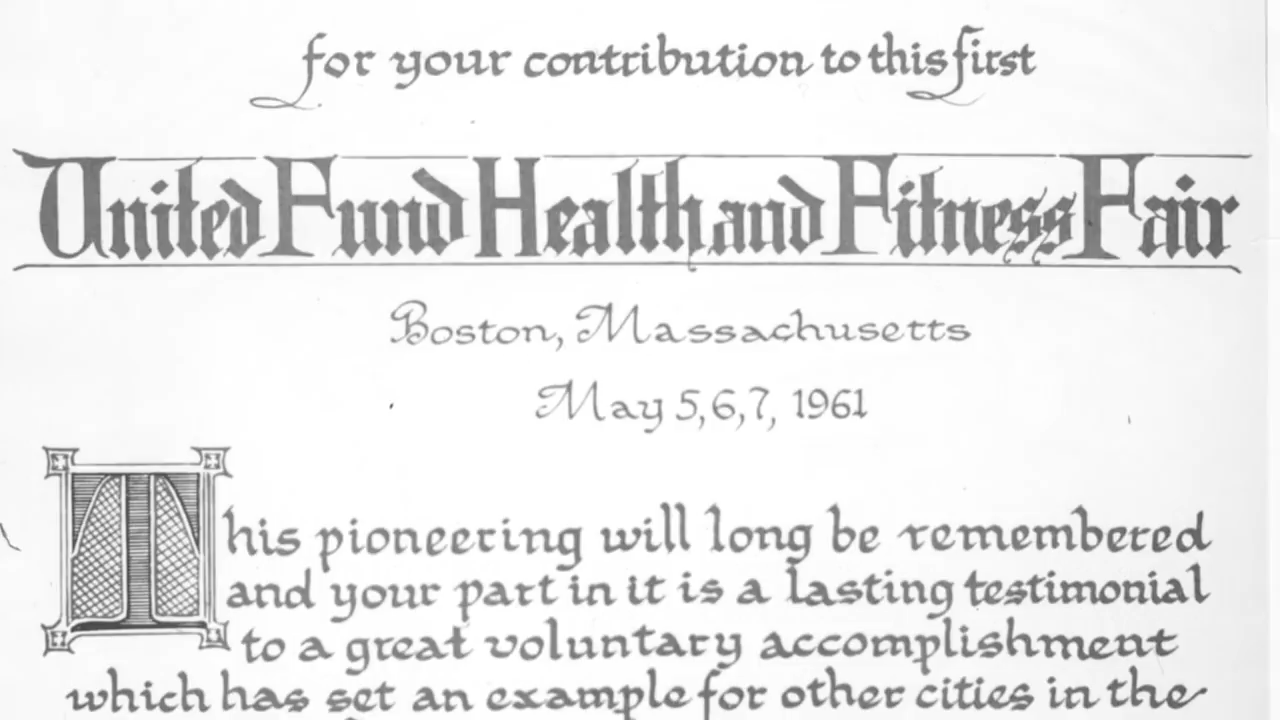 for your contribution to this first
United Fund Health and Fitness Fair
Boston, Massachusetts
May 5,6,7, 1961
This pioneering will long be remembered
and your part in it is a lasting testimonial
to a great voluntary accomplishment
which has set an example for other cities in the